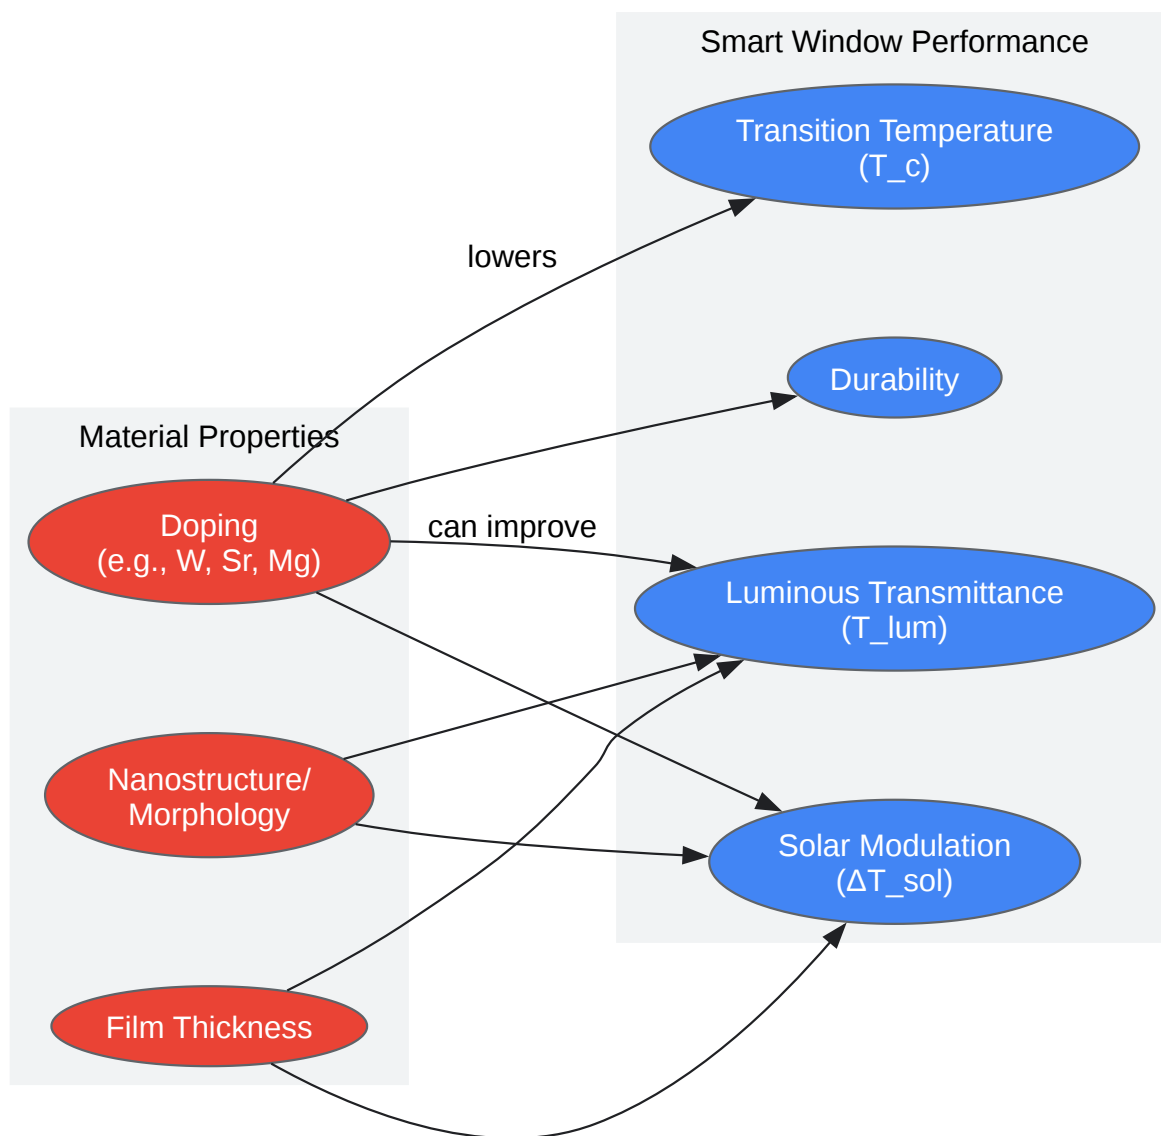 Smart Window Performance
Transition Temperature
(T_c)
lowers
Durability
Material Properties
Doping
(e.g., W, Sr, Mg)
can improve
Luminous Transmittance
(T_lum)
Nanostructure/
Morphology
Solar Modulation
(ΔT_sol)
Film Thickness